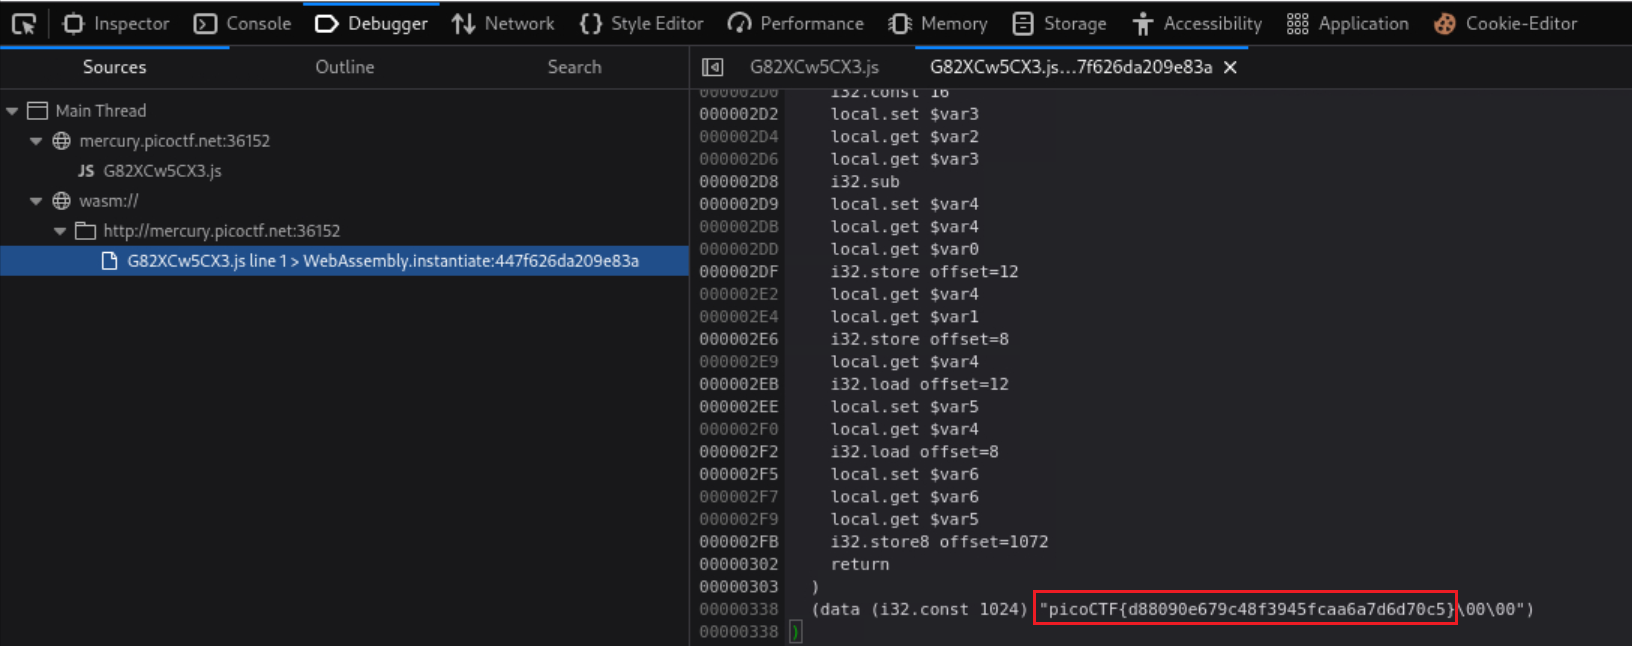 Inspector Console Debugger Network Style Editor Performance Memory Storage Accessibility Application Cookie-Editor
Sources Outline Search
Main Thread
mercury.picoctf.net:36152
JS G82XCw5CX3.js
wasm://
http://mercury.picoctf.net:36152
G82XCw5CX3.js line 1 > WebAssembly.instantiate:447f626da209e83a
G82XCw5CX3.js G82XCw5CX3.js…7f626da209e83a
000002D0 i32.const 16
000002D2 local.set $var3
000002D4 local.get $var2
000002D6 local.get $var3
000002D8 i32.sub
000002D9 local.set $var4
000002DB local.get $var4
000002DD local.get $var0
000002DF i32.store offset=12
000002E2 local.get $var4
000002E4 local.get $var1
000002E6 i32.store offset=8
000002E9 local.get $var4
000002EB i32.load offset=12
000002EE local.set $var5
000002F0 local.get $var4
000002F2 i32.load offset=8
000002F5 local.set $var6
000002F7 local.get $var6
000002F9 local.get $var5
000002FB i32.store8 offset=1072
00000302 return
00000303 )
00000338 (data (i32.const 1024) "picoCTF{d88090e679c48f3945fcaa6a7d6d70c5}\00\00")
00000338 )